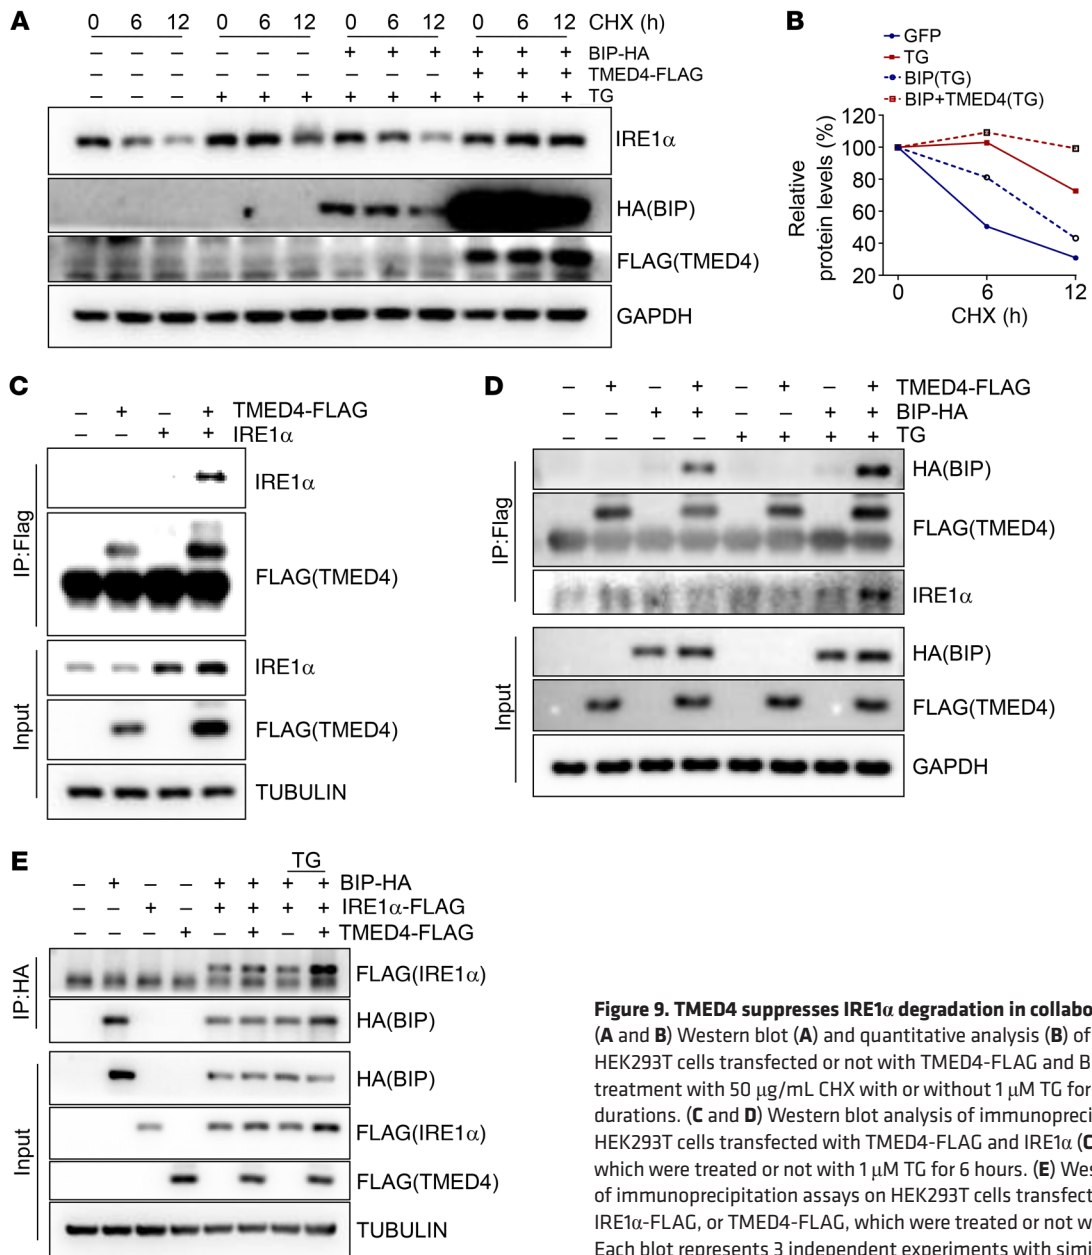 A
0 6 12 0 6 12 0 6 12 0 6 12 CHX (h)
– – – – – – + + + + + + BIP-HA
– – – – – – – – – + + + TMED4-FLAG
– – – + + + + + + + + + TG
IRE1α
HA(BIP)
FLAG(TMED4)
GAPDH
B
GFP
TG
BIP(TG)
BIP+TMED4(TG)
Relative
protein levels (%)
120
100
80
60
40
20
0 6 12
CHX (h)
C
– + – + TMED4-FLAG
– – + + IRE1α
IP:Flag
IRE1α
FLAG(TMED4)
Input
IRE1α
FLAG(TMED4)
TUBULIN
D
– + – + – + – + TMED4-FLAG
– – + + – – + + BIP-HA
– – – – + + + + TG
IP:Flag
HA(BIP)
FLAG(TMED4)
IRE1α
Input
HA(BIP)
FLAG(TMED4)
GAPDH
E
TG
– + – – + + + + BIP-HA
– – + – + + + + IRE1α-FLAG
– – – + – + – + TMED4-FLAG
IP:HA
FLAG(IRE1α)
HA(BIP)
Input
HA(BIP)
FLAG(IRE1α)
FLAG(TMED4)
TUBULIN
Figure 9. TMED4 suppresses IRE1α degradation in collabo
(A and B) Western blot (A) and quantitative analysis (B) of
HEK293T cells transfected or not with TMED4-FLAG and B
treatment with 50 μg/mL CHX with or without 1 μM TG for
durations. (C and D) Western blot analysis of immunopreci
HEK293T cells transfected with TMED4-FLAG and IRE1α (C
which were treated or not with 1 μM TG for 6 hours. (E) Wes
of immunoprecipitation assays on HEK293T cells transfect
IRE1α-FLAG, or TMED4-FLAG, which were treated or not w
Each blot represents 3 independent experiments with simi